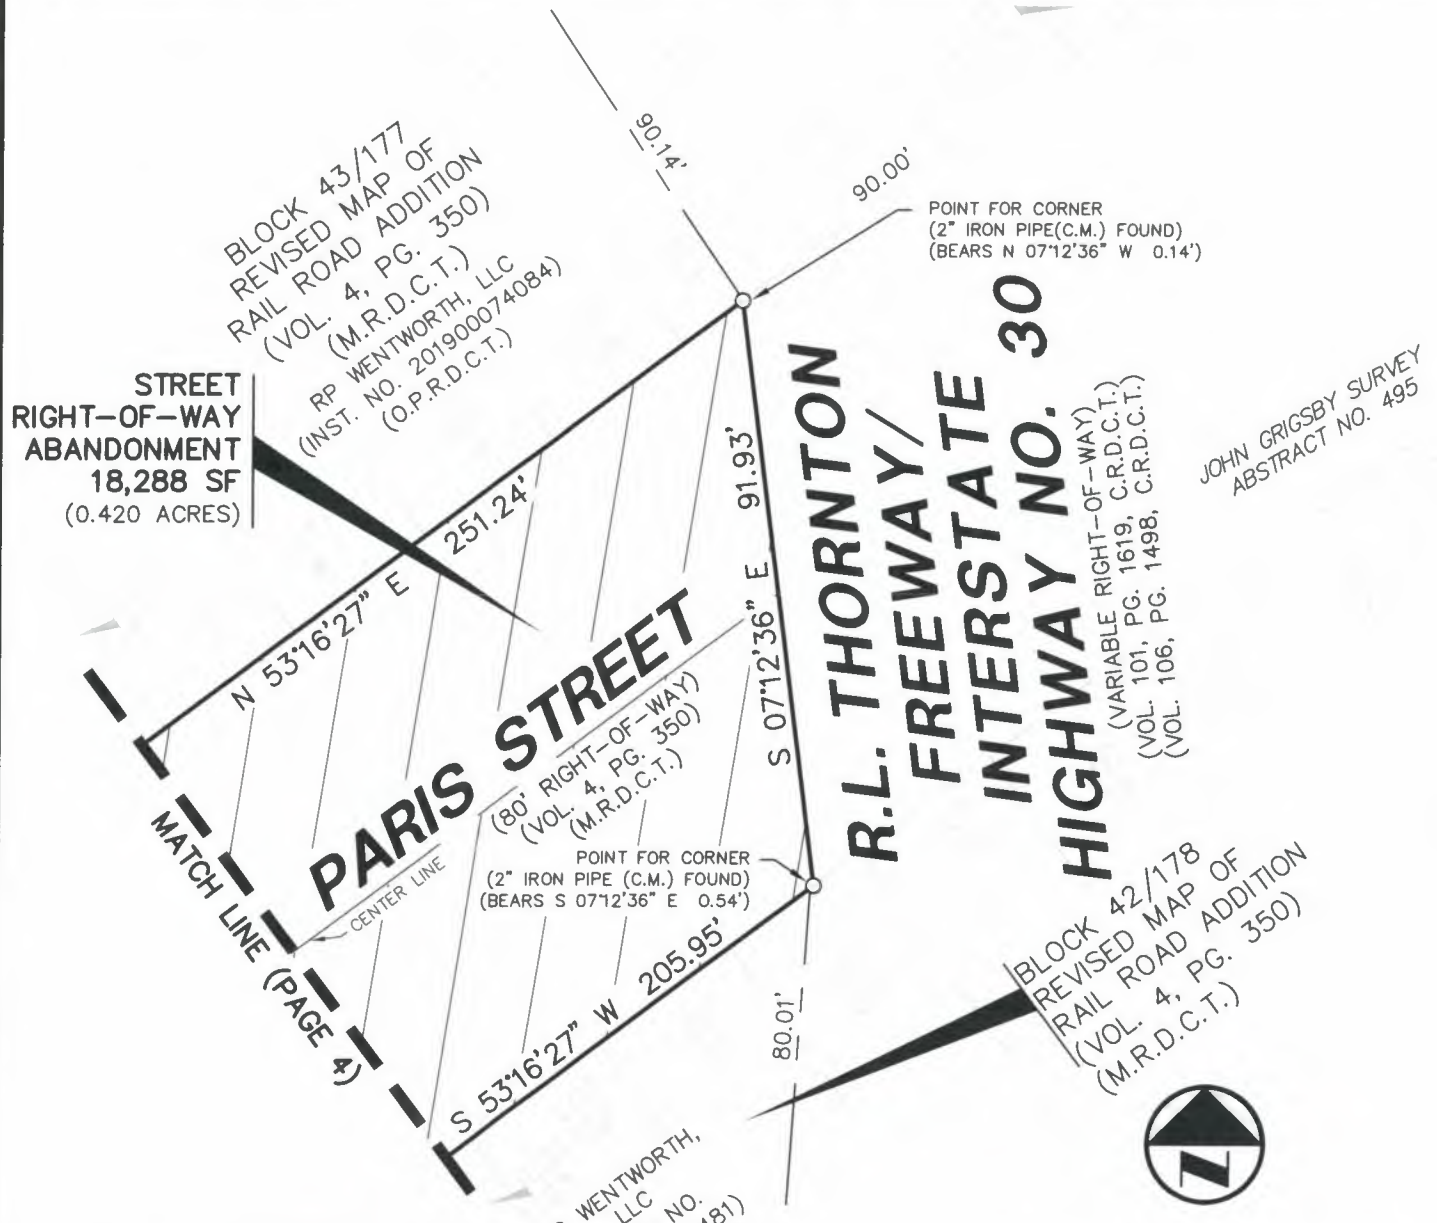 90.14'
90.00'
POINT FOR CORNER
(2" IRON PIPE(C.M.) FOUND)
(BEARS N 07°12'36" W 0.14')
BLOCK 43/177
REVISED MAP OF
RAIL ROAD ADDITION
(VOL. 4, PG. 350)
(M.R.D.C.T.)
RP WENTWORTH, LLC
(INST. NO. 201900074084)
(O.P.R.D.C.T.)
STREET
RIGHT-OF-WAY
ABANDONMENT
18,288 SF
(0.420 ACRES)
N 53°16'27" E 251.24'
S 07°12'36" E 91.93'
R.L. THORNTON
FREEWAY/
INTERSTATE
HIGHWAY NO. 30
(VARIABLE RIGHT-OF-WAY)
(VOL. 101, PG. 1619, C.R.D.C.T.)
(VOL. 106, PG. 1498, C.R.D.C.T.)
JOHN GRIGSBY SURVEY
ABSTRACT NO. 495
PARIS STREET
(80' RIGHT-OF-WAY)
(VOL. 4, PG. 350)
(M.R.D.C.T.)
CENTER LINE
MATCH LINE (PAGE 4)
POINT FOR CORNER
(2" IRON PIPE (C.M.) FOUND)
(BEARS S 07°12'36" E 0.54')
S 53°16'27" W 205.95'
80.01'
BLOCK 42/178
REVISED MAP OF
RAIL ROAD ADDITION
(VOL. 4, PG. 350)
(M.R.D.C.T.)
WENTWORTH,
LLC
NO.
481)
N